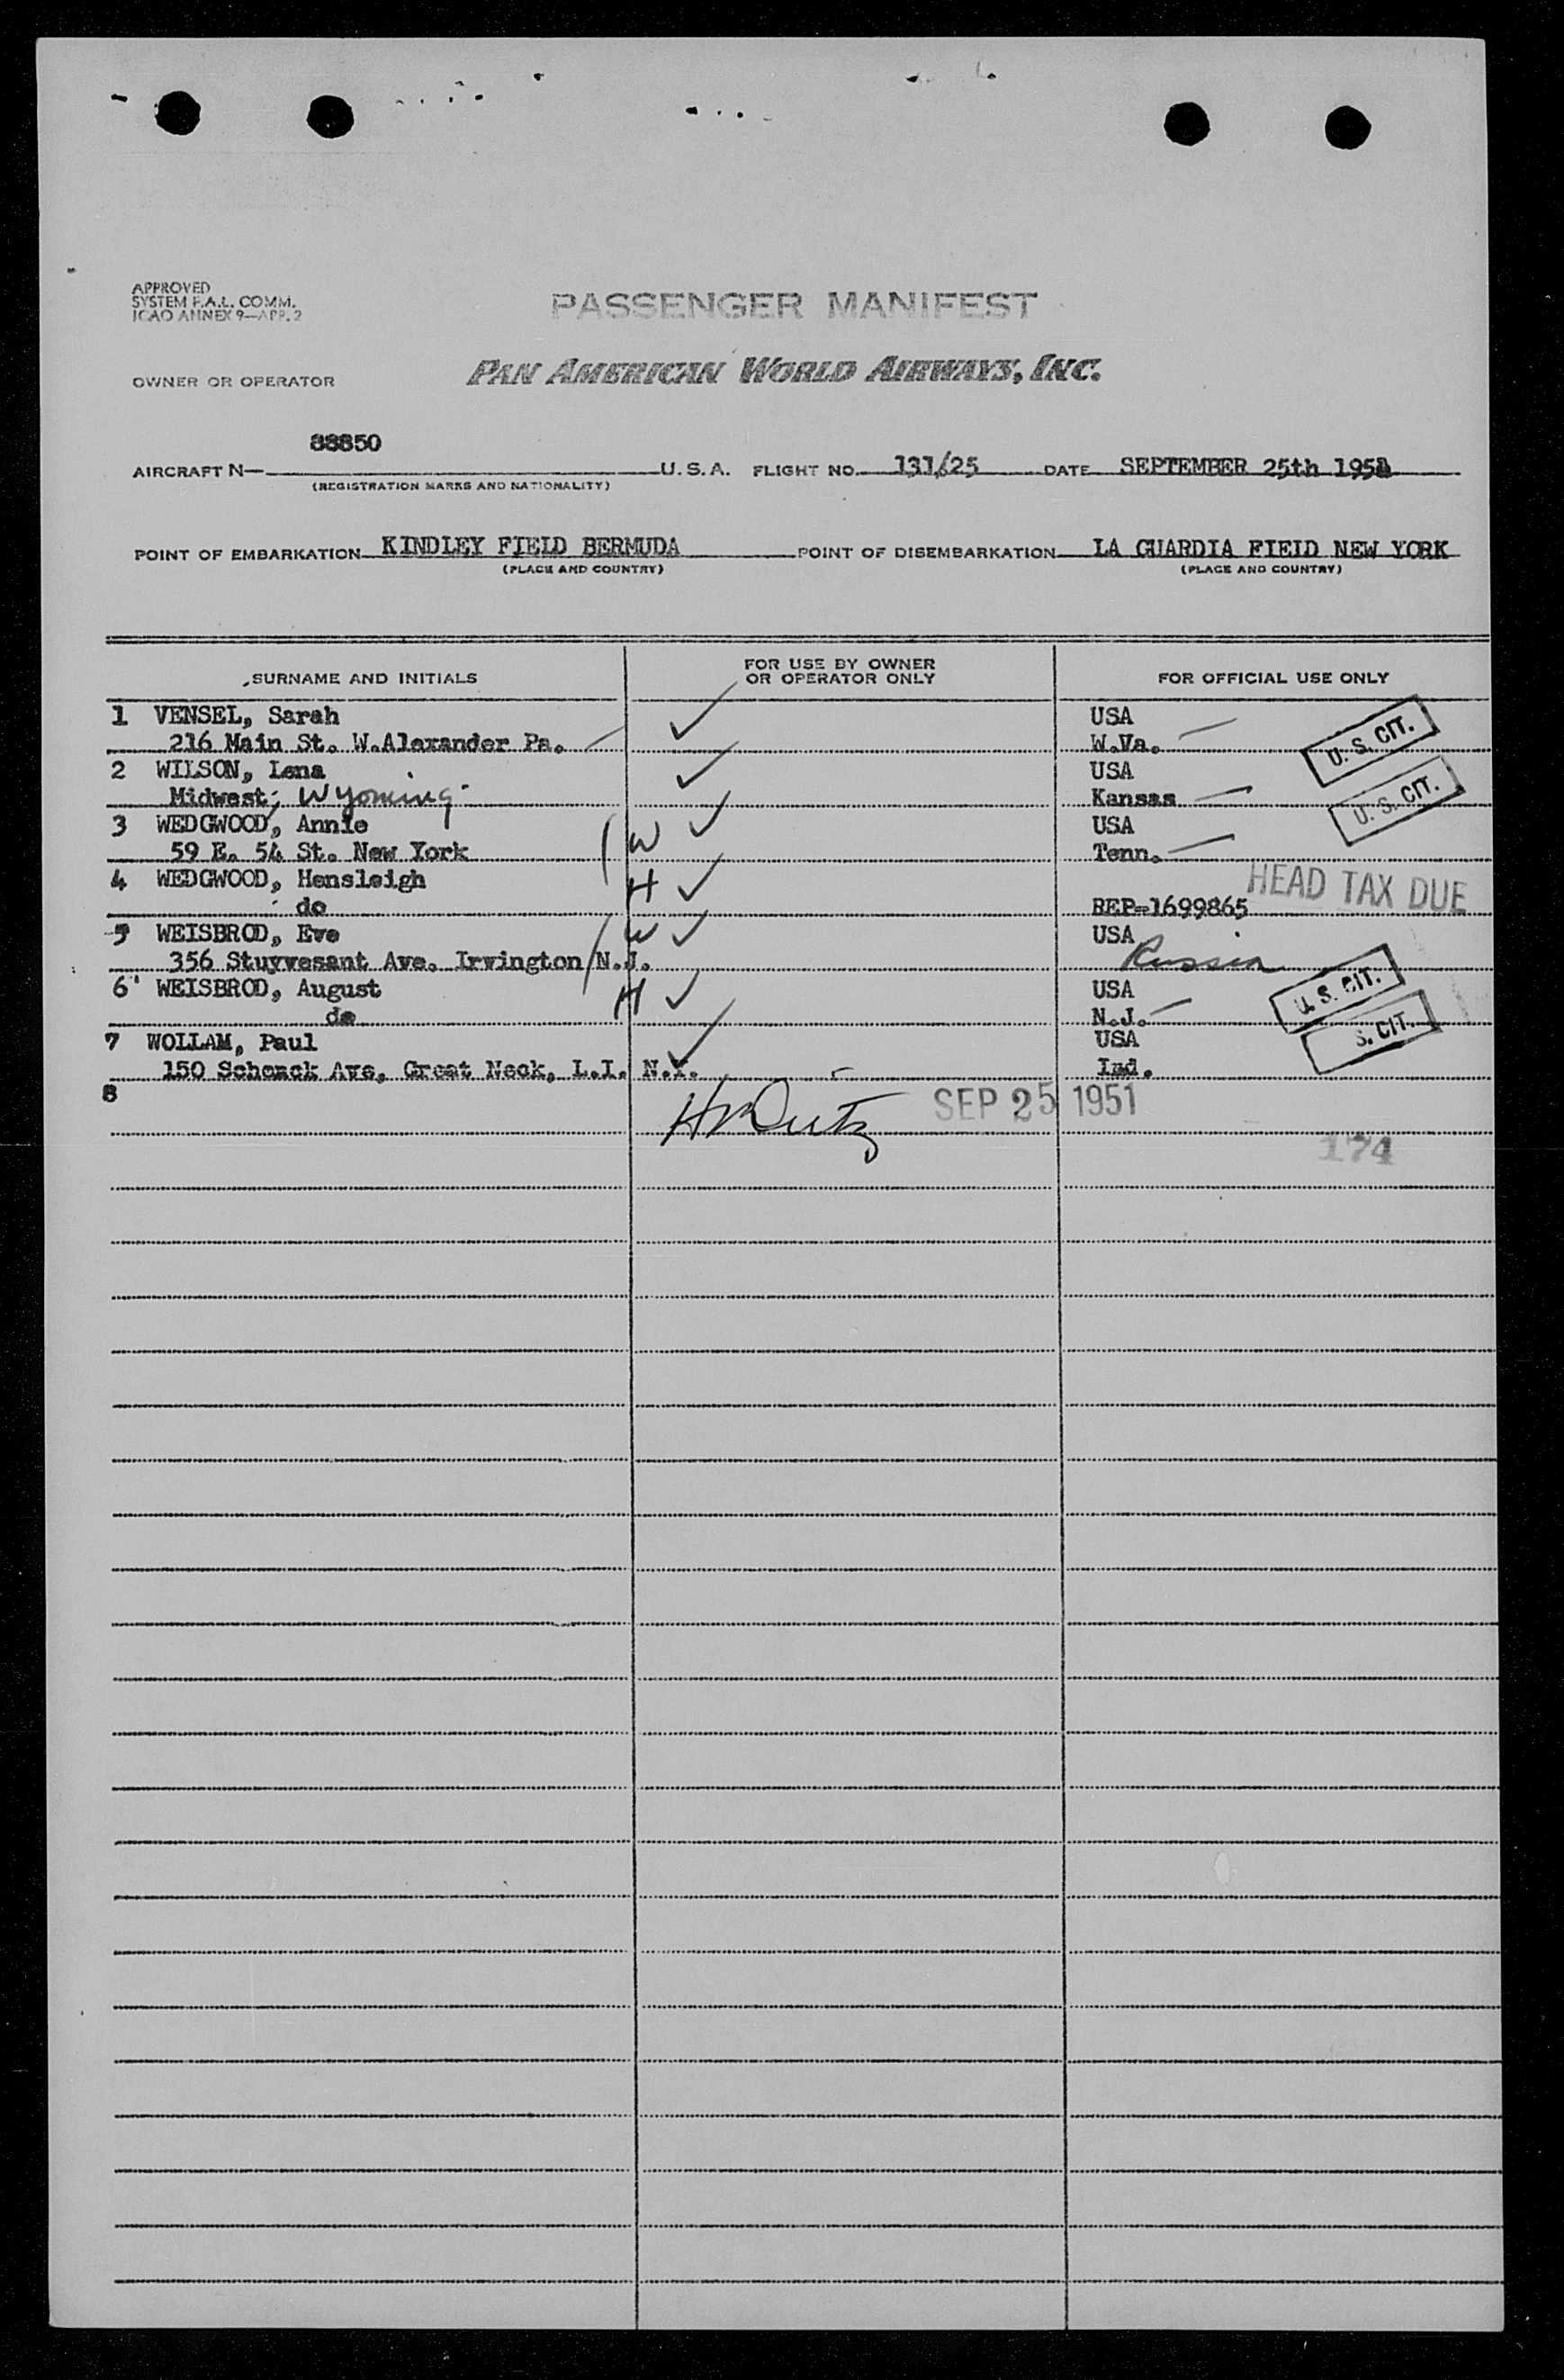 APPROVED
SYSTEM F.A.L. COMM.
ICAO ANNEX 9—APP. 2
PASSENGER MANIFEST
OWNER OR OPERATOR
PAN AMERICAN WORLD AIRWAYS, INC.
88850
AIRCRAFT N— U. S. A. FLIGHT NO. 131/25 DATE SEPTEMBER 25th 1951
(REGISTRATION MARKS AND NATIONALITY)
POINT OF EMBARKATION KINDLEY FIELD BERMUDA POINT OF DISEMBARKATION LA GUARDIA FIELD NEW YORK
(PLACE AND COUNTRY) (PLACE AND COUNTRY)
SURNAME AND INITIALS FOR USE BY OWNER OR OPERATOR ONLY FOR OFFICIAL USE ONLY
1 VENSEL, Sarah USA
216 Main St. W.Alexander Pa. W.Va. U. S. CIT.
2 WILSON, Lena USA
Midwest, Wyoming Kansas U. S. CIT.
3 WEDGWOOD, Annie W USA
59 E. 54 St. New York Tenn.
4 WEDGWOOD, Hensleigh H HEAD TAX DUE
do REP-1699865
5 WEISBROD, Eve W USA
356 Stuyvesant Ave. Irvington N.J. Russia
6 WEISBROD, August H USA U. S. CIT.
do N.J.
7 WOLLAM, Paul USA S. CIT.
150 Schenck Ave, Great Neck, L.I. N.Y. Ind.
8 SEP 25 1951
174